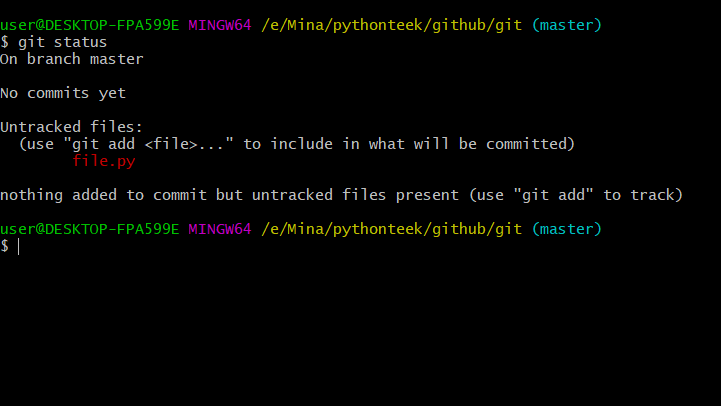 user@DESKTOP-FPA599E MINGW64 /e/Mina/pythonteek/github/git (master)
$ git status
On branch master
No commits yet
Untracked files:
(use "git add <file>..." to include in what will be committed)
file.py
nothing added to commit but untracked files present (use "git add" to track)
user@DESKTOP-FPA599E MINGW64 /e/Mina/pythonteek/github/git (master)
$